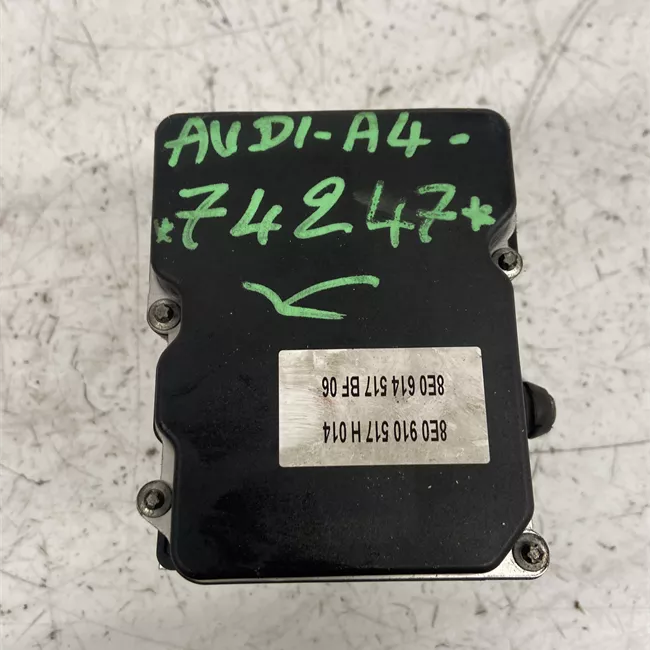 AUDI-A4-
*74247*
8E0 910 517 H 014
8E0 614 517 BF 06